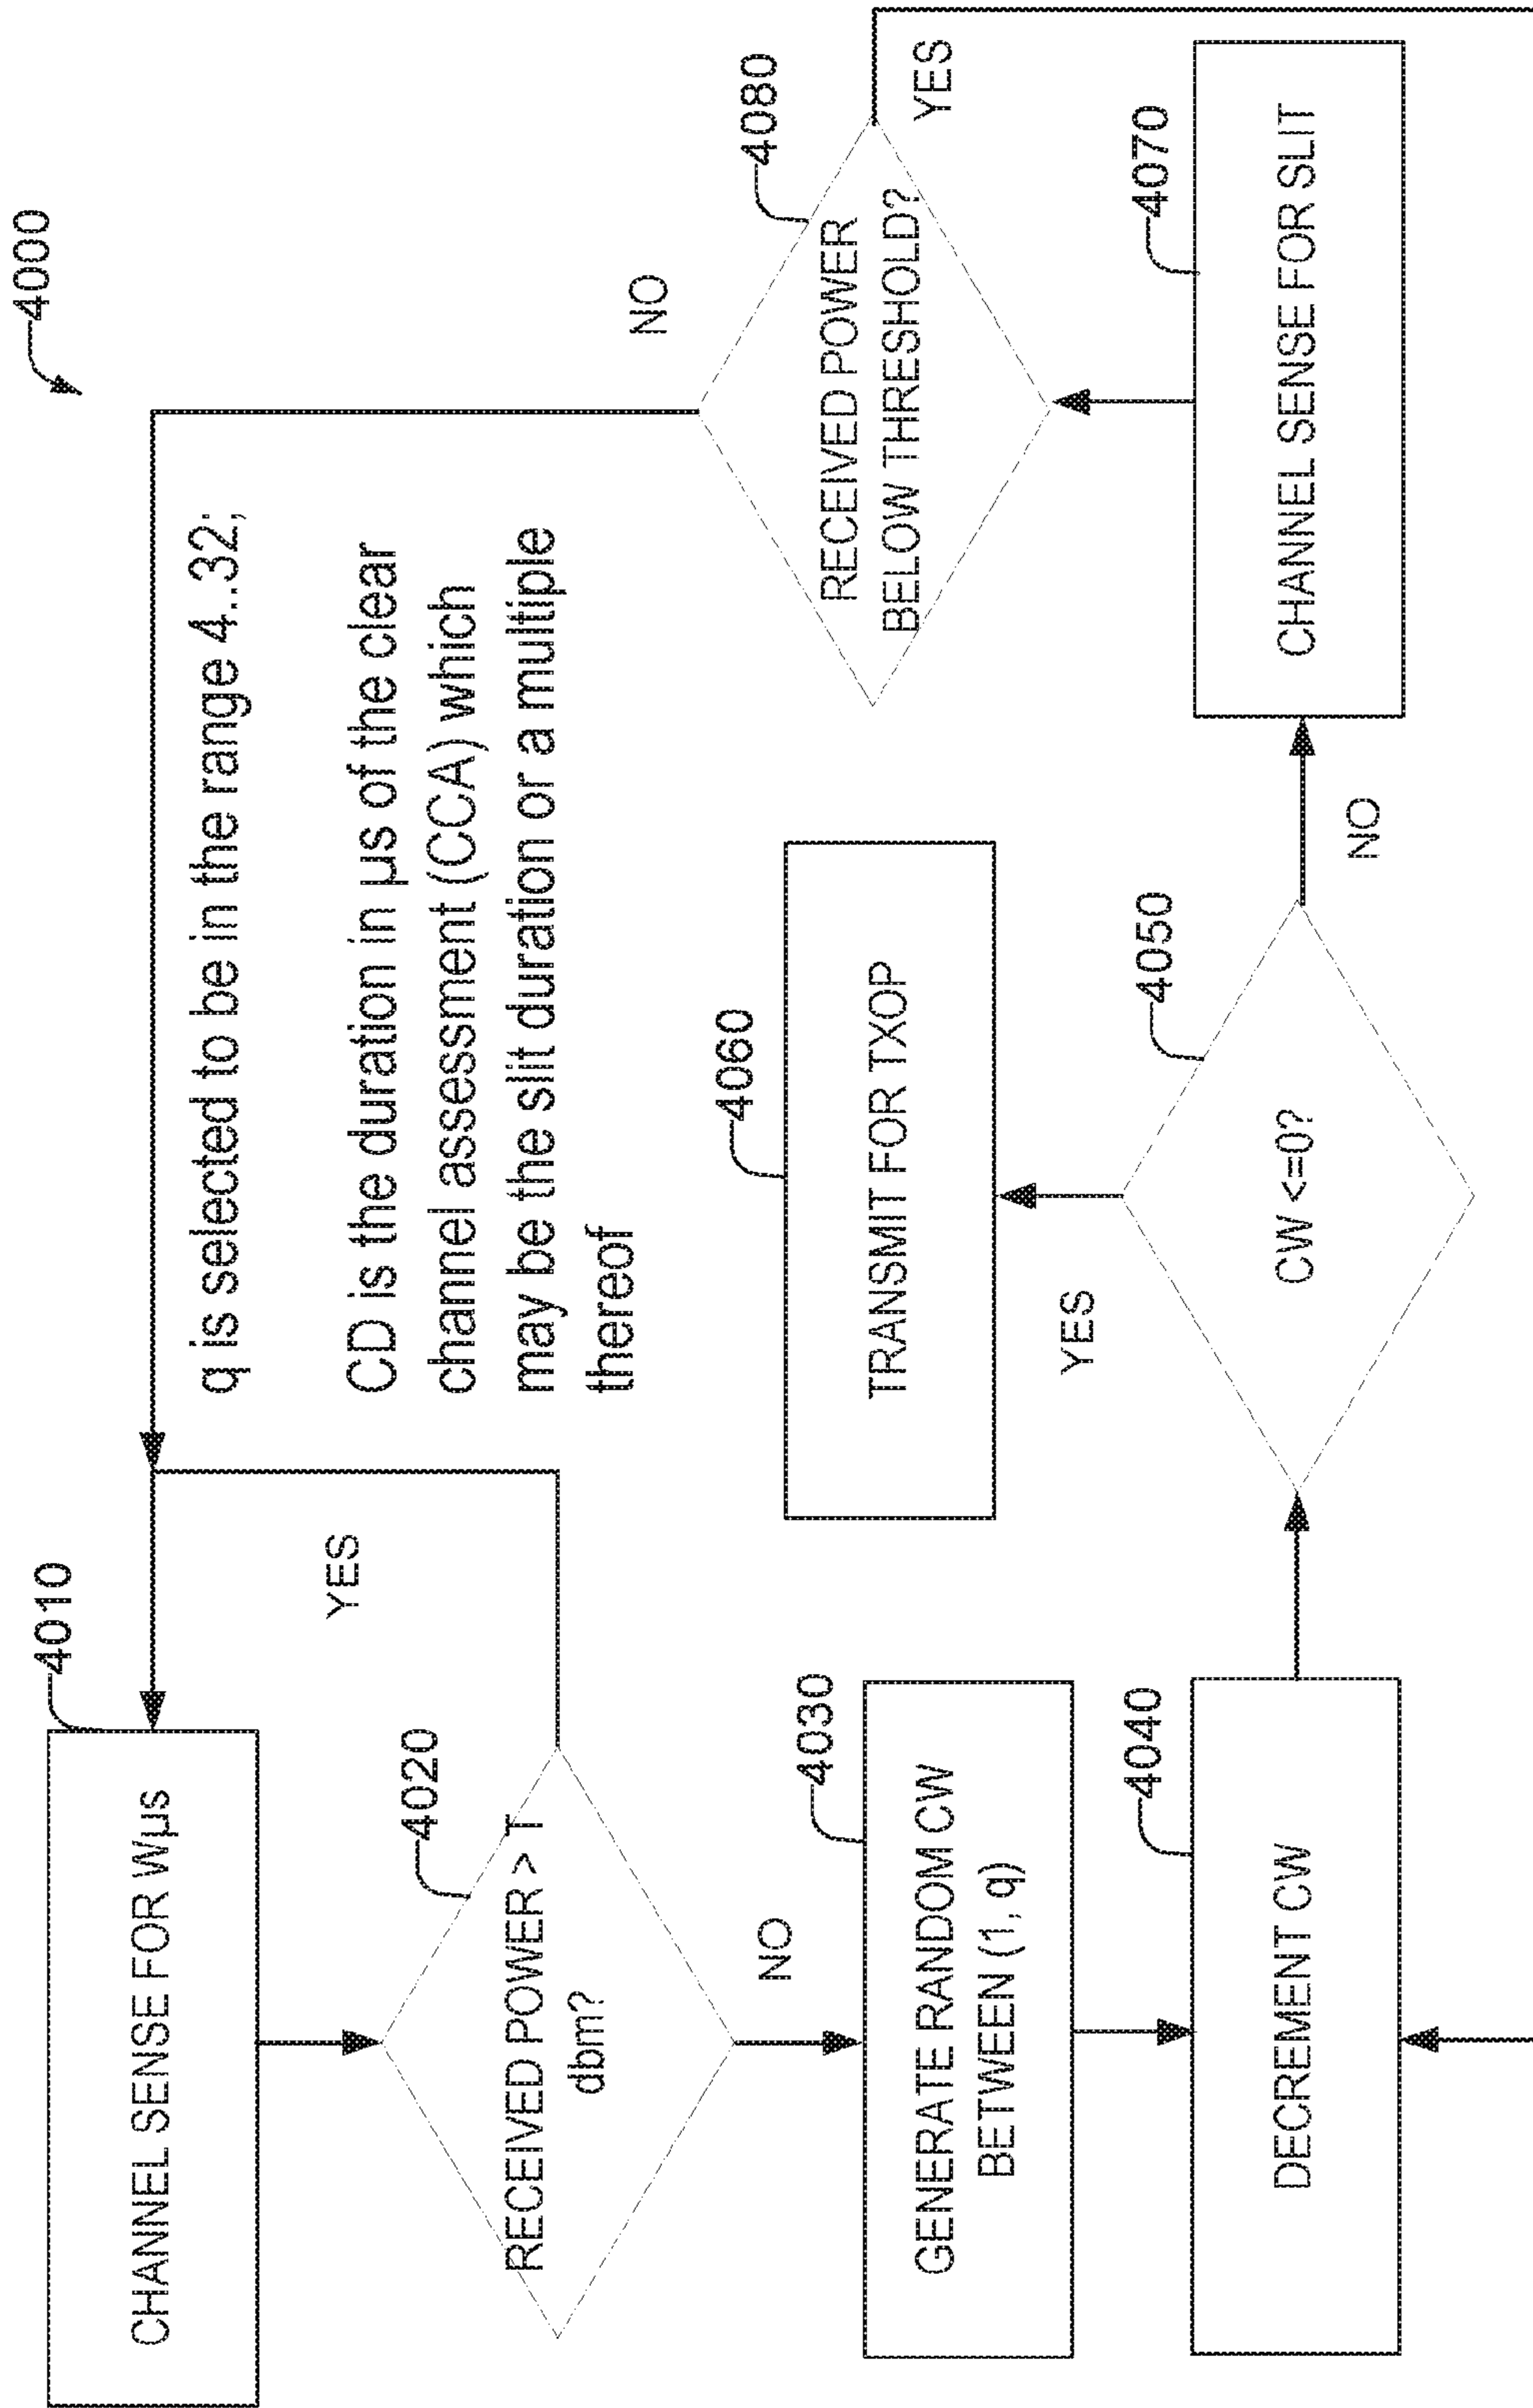 4000
4010
CHANNEL SENSE FOR Wµs
YES
4020
RECEIVED POWER > T
dbm?
NO
4030
GENERATE RANDOM CW
BETWEEN (1, q)
4040
DECREMENT CW
q is selected to be in the range 4..32;
CD is the duration in µs of the clear
channel assessment (CCA) which
may be the slit duration or a multiple
thereof
4060
TRANSMIT FOR TXOP
YES
4050
CW <=0?
NO
4080
RECEIVED POWER
BELOW THRESHOLD?
NO
YES
4070
CHANNEL SENSE FOR SLIT